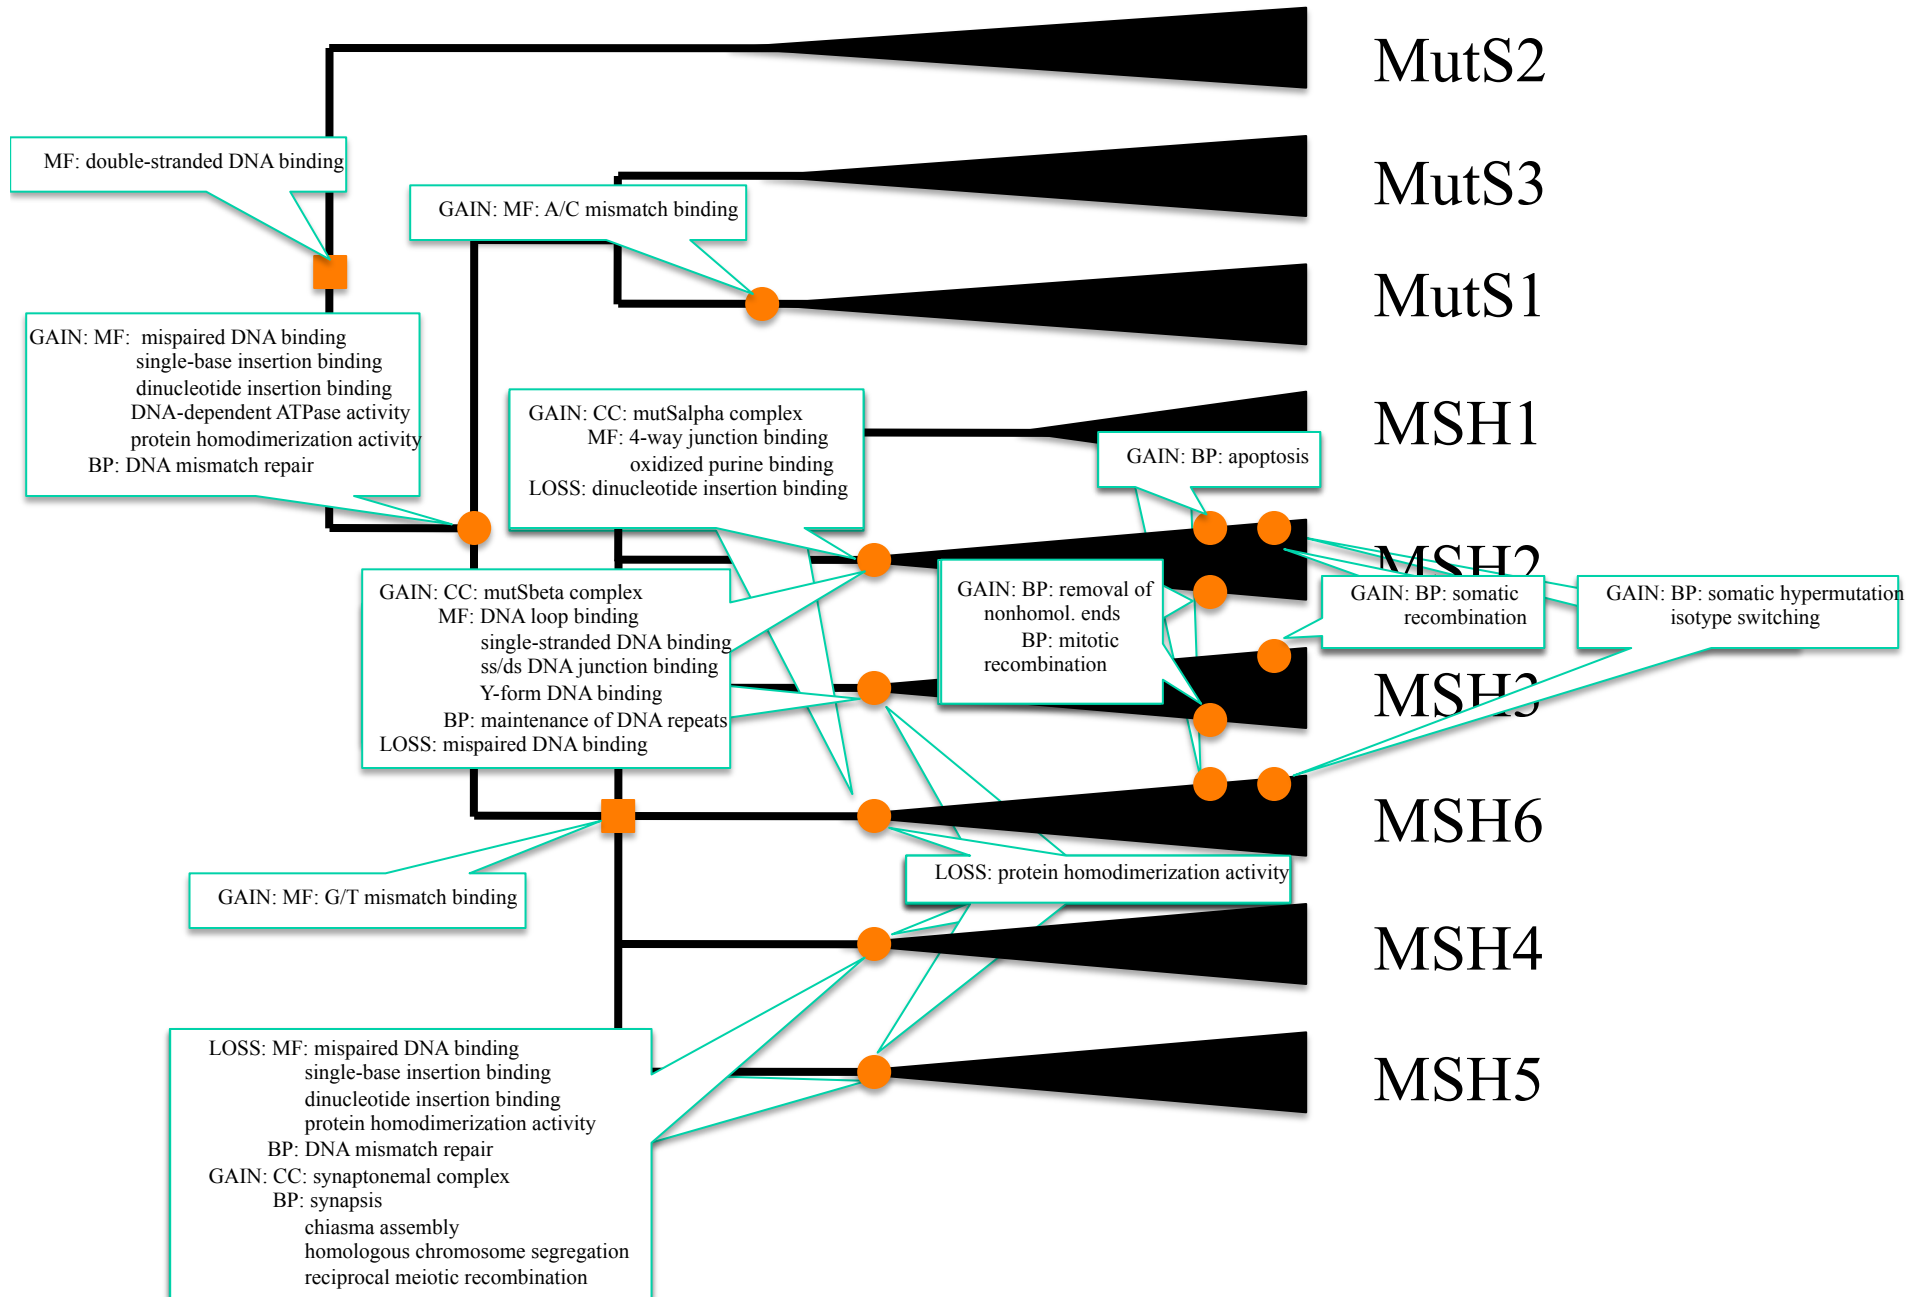 MutS2
MF: double-stranded DNA binding
MutS3
GAIN: MF: A/C mismatch binding
MutS1
GAIN: MF: mispaired DNA binding
single-base insertion binding
dinucleotide insertion binding
DNA-dependent ATPase activity
protein homodimerization activity
BP: DNA mismatch repair
GAIN: CC: mutSalpha complex
MF: 4-way junction binding
oxidized purine binding
LOSS: dinucleotide insertion binding
MSH1
GAIN: BP: apoptosis
MSH2
GAIN: CC: mutSbeta complex
MF: DNA loop binding
single-stranded DNA binding
ss/ds DNA junction binding
Y-form DNA binding
BP: maintenance of DNA repeats
LOSS: mispaired DNA binding
GAIN: BP: removal of
nonhomol. ends
BP: mitotic
recombination
GAIN: BP: somatic
recombination
GAIN: BP: somatic hypermutation
isotype switching
MSH3
MSH6
GAIN: MF: G/T mismatch binding
LOSS: protein homodimerization activity
MSH4
LOSS: MF: mispaired DNA binding
single-base insertion binding
dinucleotide insertion binding
protein homodimerization activity
BP: DNA mismatch repair
GAIN: CC: synaptonemal complex
BP: synapsis
chiasma assembly
homologous chromosome segregation
reciprocal meiotic recombination
MSH5